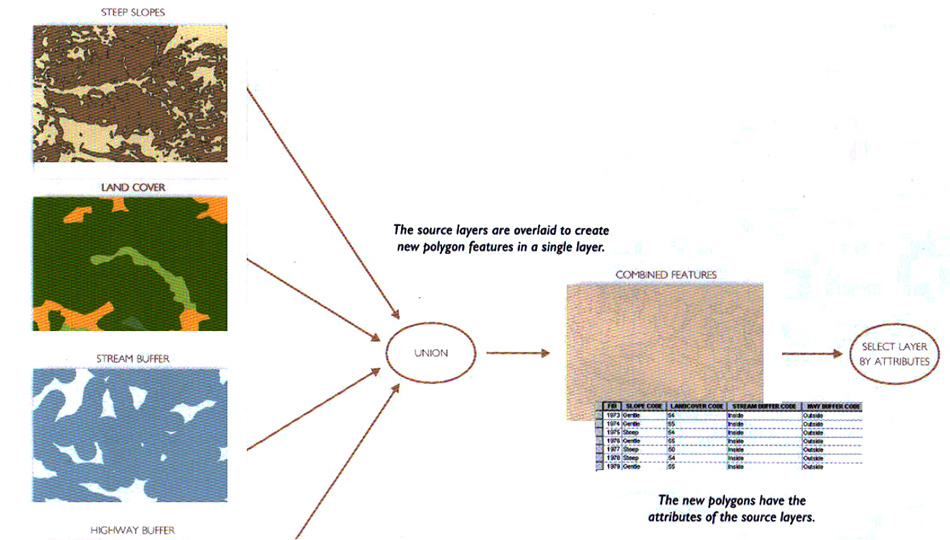 STEEP SLOPES
LAND COVER
STREAM BUFFER
HIGHWAY BUFFER
The source layers are overlaid to create
new polygon features in a single layer.
UNION
COMBINED FEATURES
FID SLOPE CODE LANDCOVER CODE STREAM BUFFER CODE HWY BUFFER CODE
1973 Gentle 54 Inside Outside
1974 Gentle 55 Inside Outside
1975 Steep 54 Inside Outside
1976 Gentle 55 Inside Outside
1977 Steep 50 Inside Outside
1978 Steep 54 Inside Outside
1979 Gentle 55 Inside Outside
The new polygons have the
attributes of the source layers.
SELECT LAYER
BY ATTRIBUTES